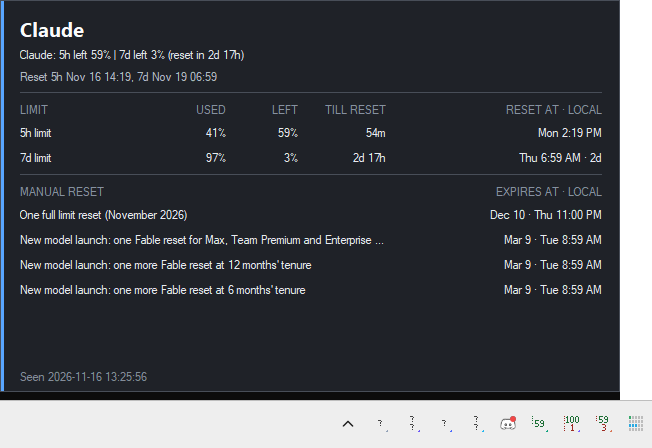 Claude
Claude: 5h left 59% | 7d left 3% (reset in 2d 17h)
Reset 5h Nov 16 14:19, 7d Nov 19 06:59
LIMIT USED LEFT TILL RESET RESET AT · LOCAL
5h limit 41% 59% 54m Mon 2:19 PM
7d limit 97% 3% 2d 17h Thu 6:59 AM · 2d
MANUAL RESET EXPIRES AT · LOCAL
One full limit reset (November 2026) Dec 10 · Thu 11:00 PM
New model launch: one Fable reset for Max, Team Premium and Enterprise ... Mar 9 · Tue 8:59 AM
New model launch: one more Fable reset at 12 months' tenure Mar 9 · Tue 8:59 AM
New model launch: one more Fable reset at 6 months' tenure Mar 9 · Tue 8:59 AM
Seen 2026-11-16 13:25:56
? ? ? ? 59 100 59
? ? 1 3